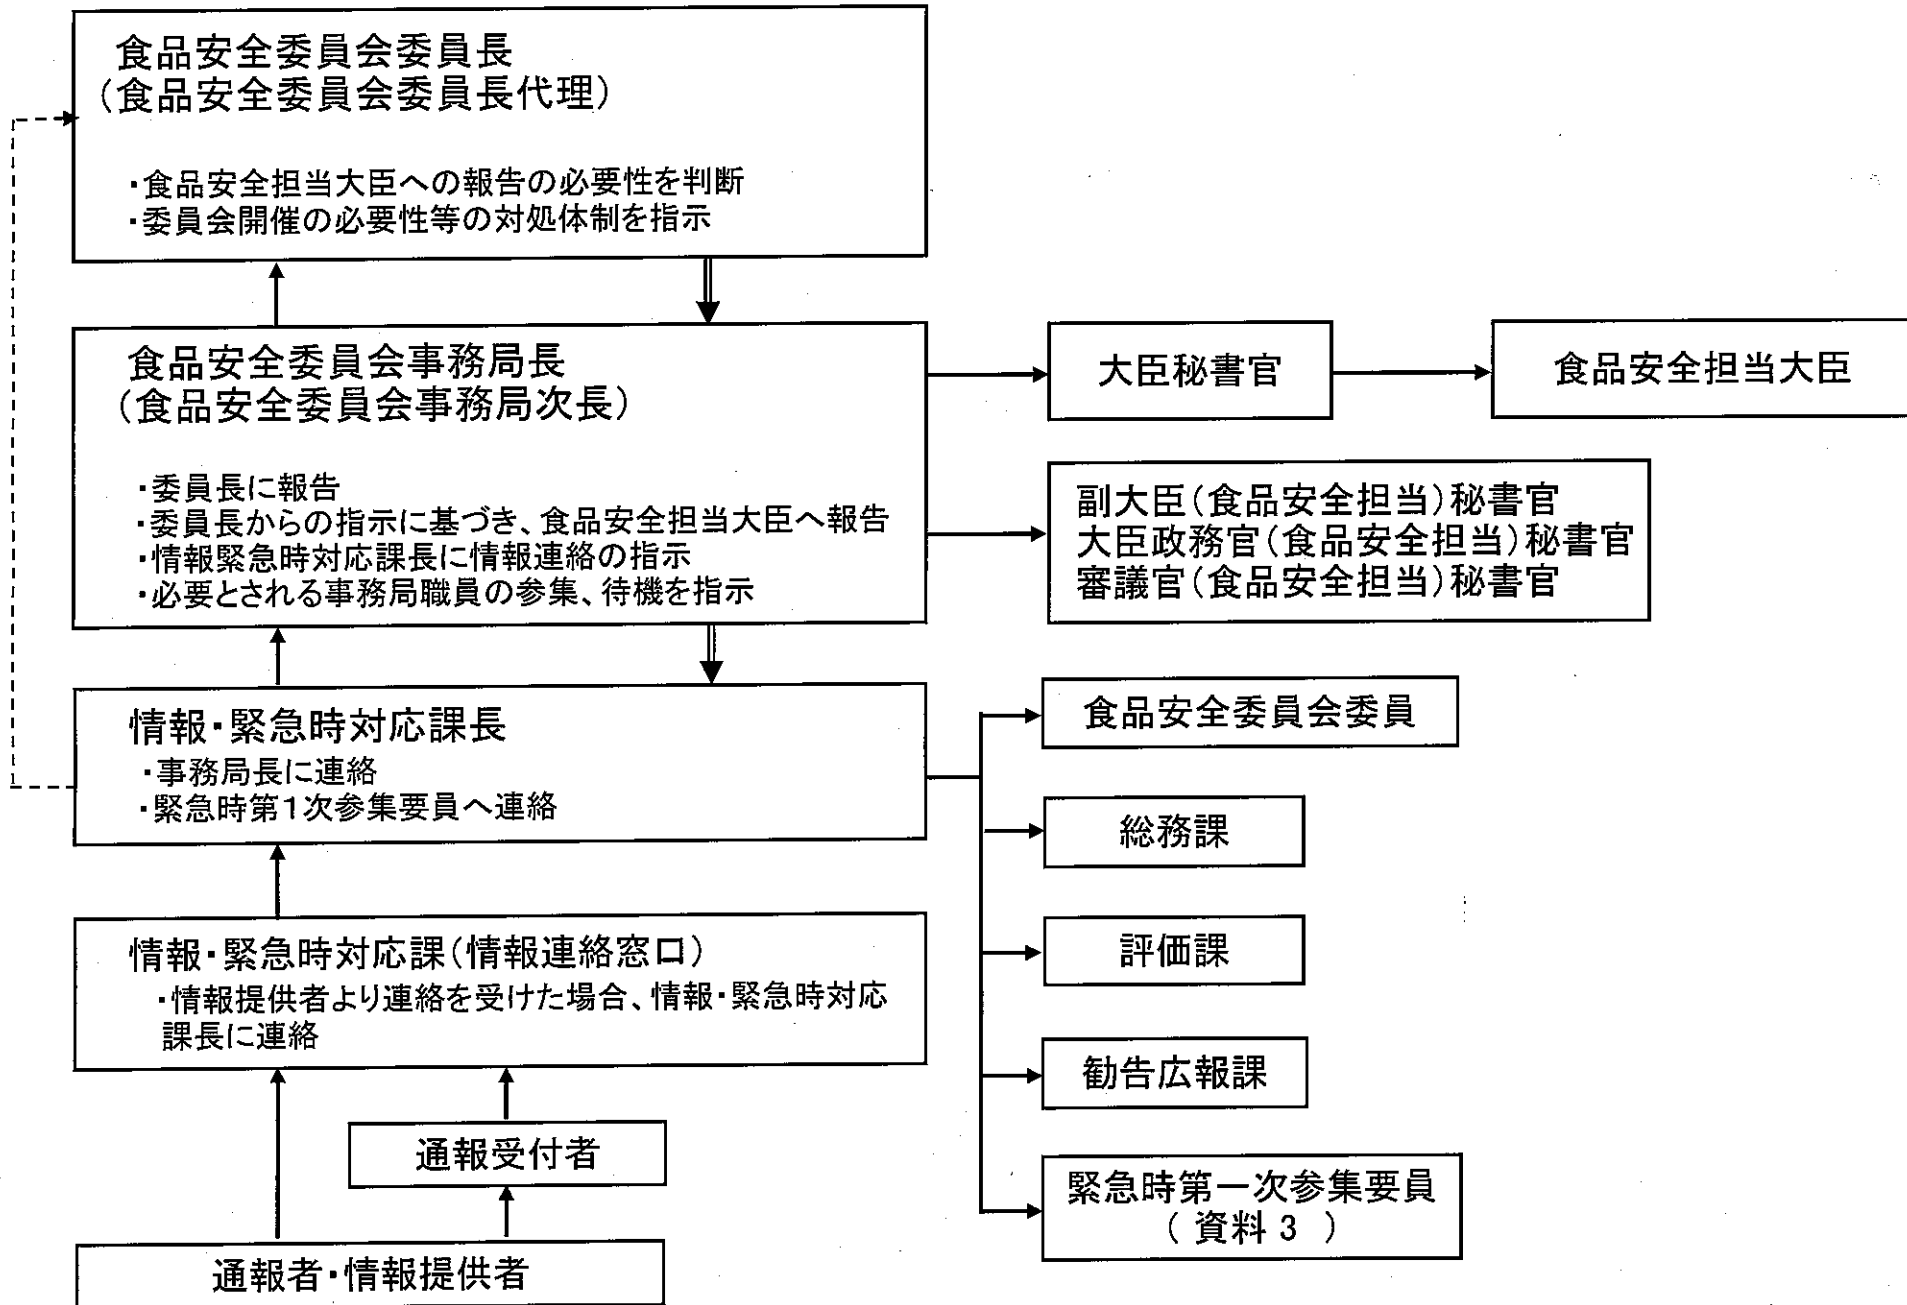 食品安全委員会委員長
(食品安全委員会委員長代理)
・食品安全担当大臣への報告の必要性を判断
・委員会開催の必要性等の対処体制を指示
食品安全委員会事務局長
(食品安全委員会事務局次長)
・委員長に報告
・委員長からの指示に基づき、食品安全担当大臣へ報告
・情報緊急時対応課長に情報連絡の指示
・必要とされる事務局職員の参集、待機を指示
大臣秘書官
食品安全担当大臣
副大臣(食品安全担当)秘書官
大臣政務官(食品安全担当)秘書官
審議官(食品安全担当)秘書官
情報・緊急時対応課長
・事務局長に連絡
・緊急時第1次参集要員へ連絡
食品安全委員会委員
総務課
評価課
勧告広報課
緊急時第一次参集要員
(資料3)
情報・緊急時対応課(情報連絡窓口)
・情報提供者より連絡を受けた場合、情報・緊急時対応
課長に連絡
通報受付者
通報者・情報提供者